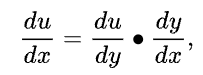 du/dx = du/dy • dy/dx,